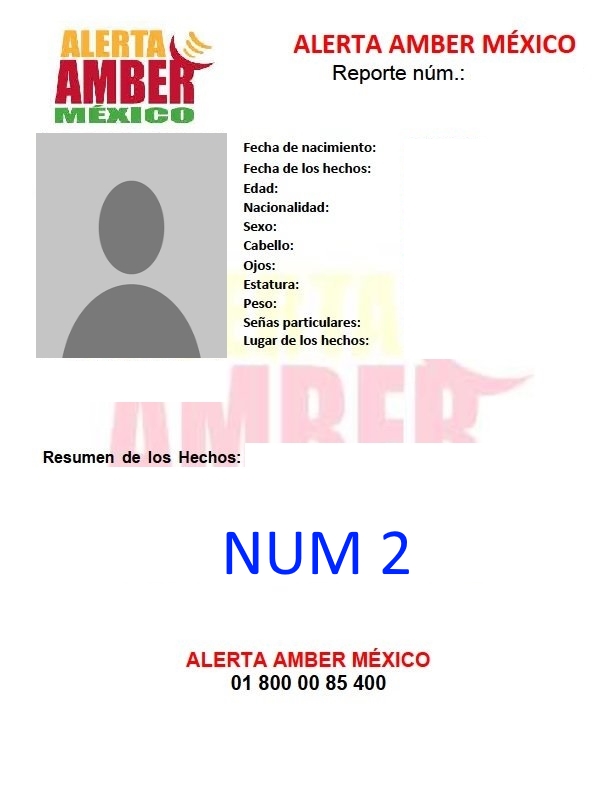 ALERTA
AMBER
MÉXICO
ALERTA AMBER MÉXICO
Reporte núm.:
Fecha de nacimiento:
Fecha de los hechos:
Edad:
Nacionalidad:
Sexo:
Cabello:
Ojos:
Estatura:
Peso:
Señas particulares:
Lugar de los hechos:
ALERTA
AMBER
Resumen de los Hechos:
NUM 2
ALERTA AMBER MÉXICO
01 800 00 85 400